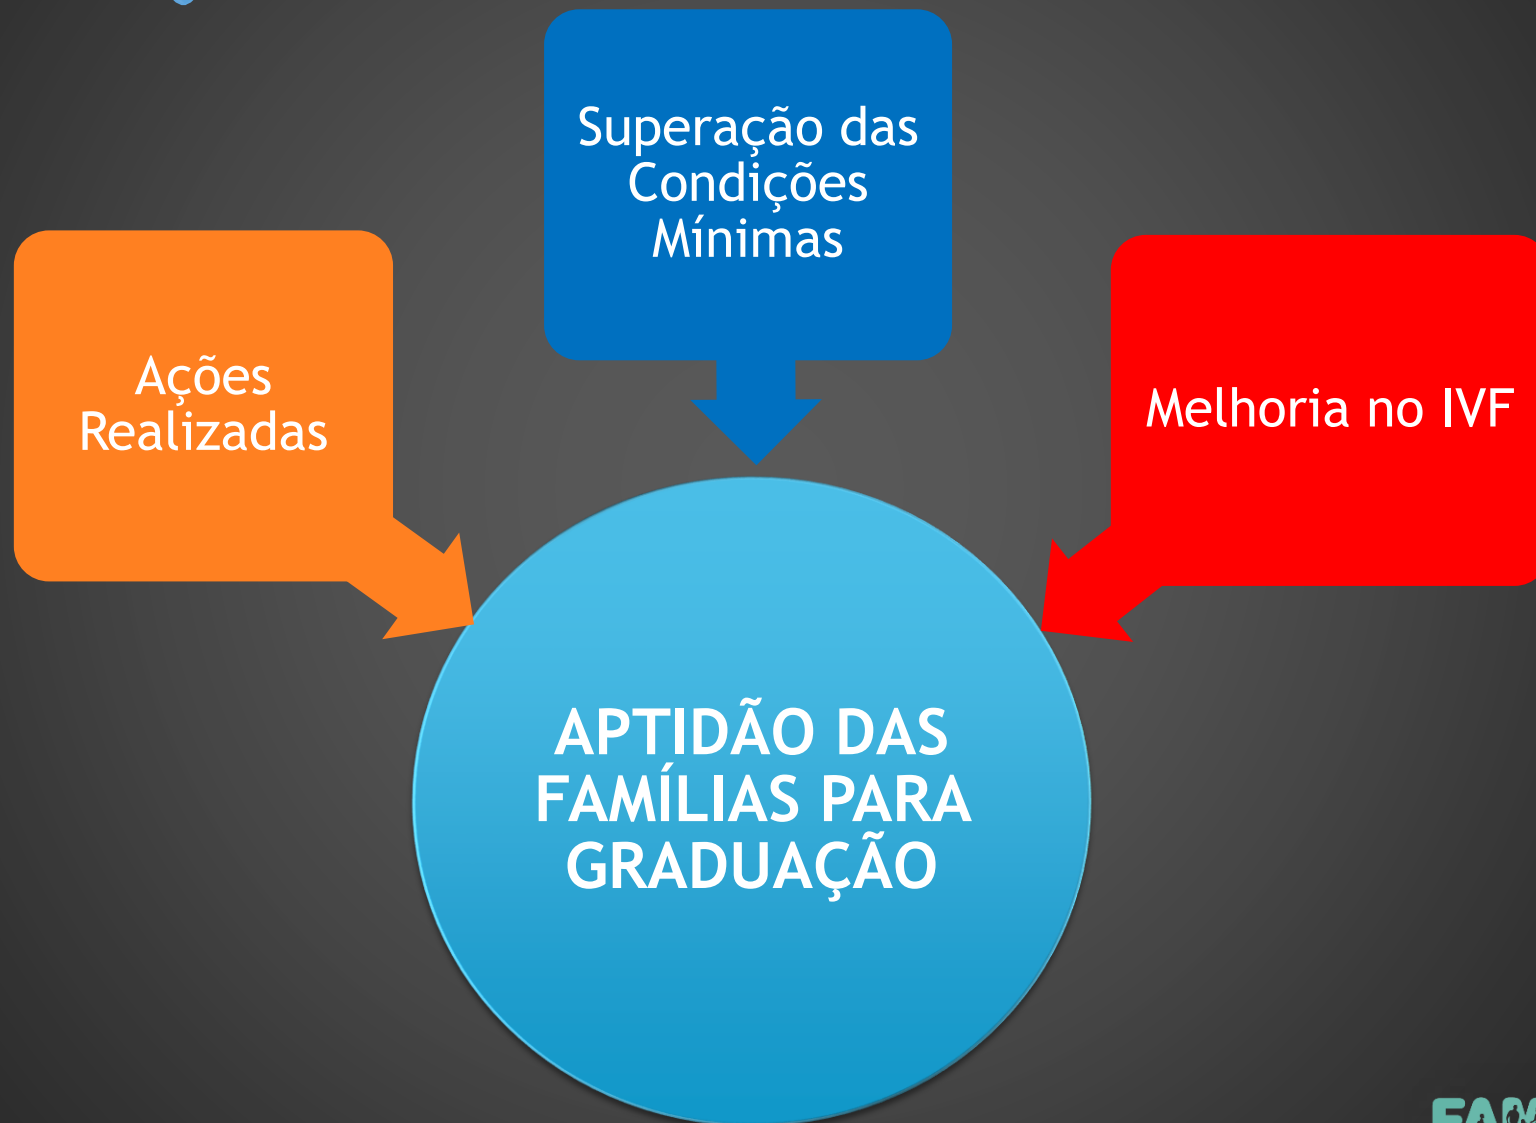 Superação das
Condições
Mínimas
Ações
Realizadas
Melhoria no IVF
APTIDÃO DAS
FAMÍLIAS PARA
GRADUAÇÃO